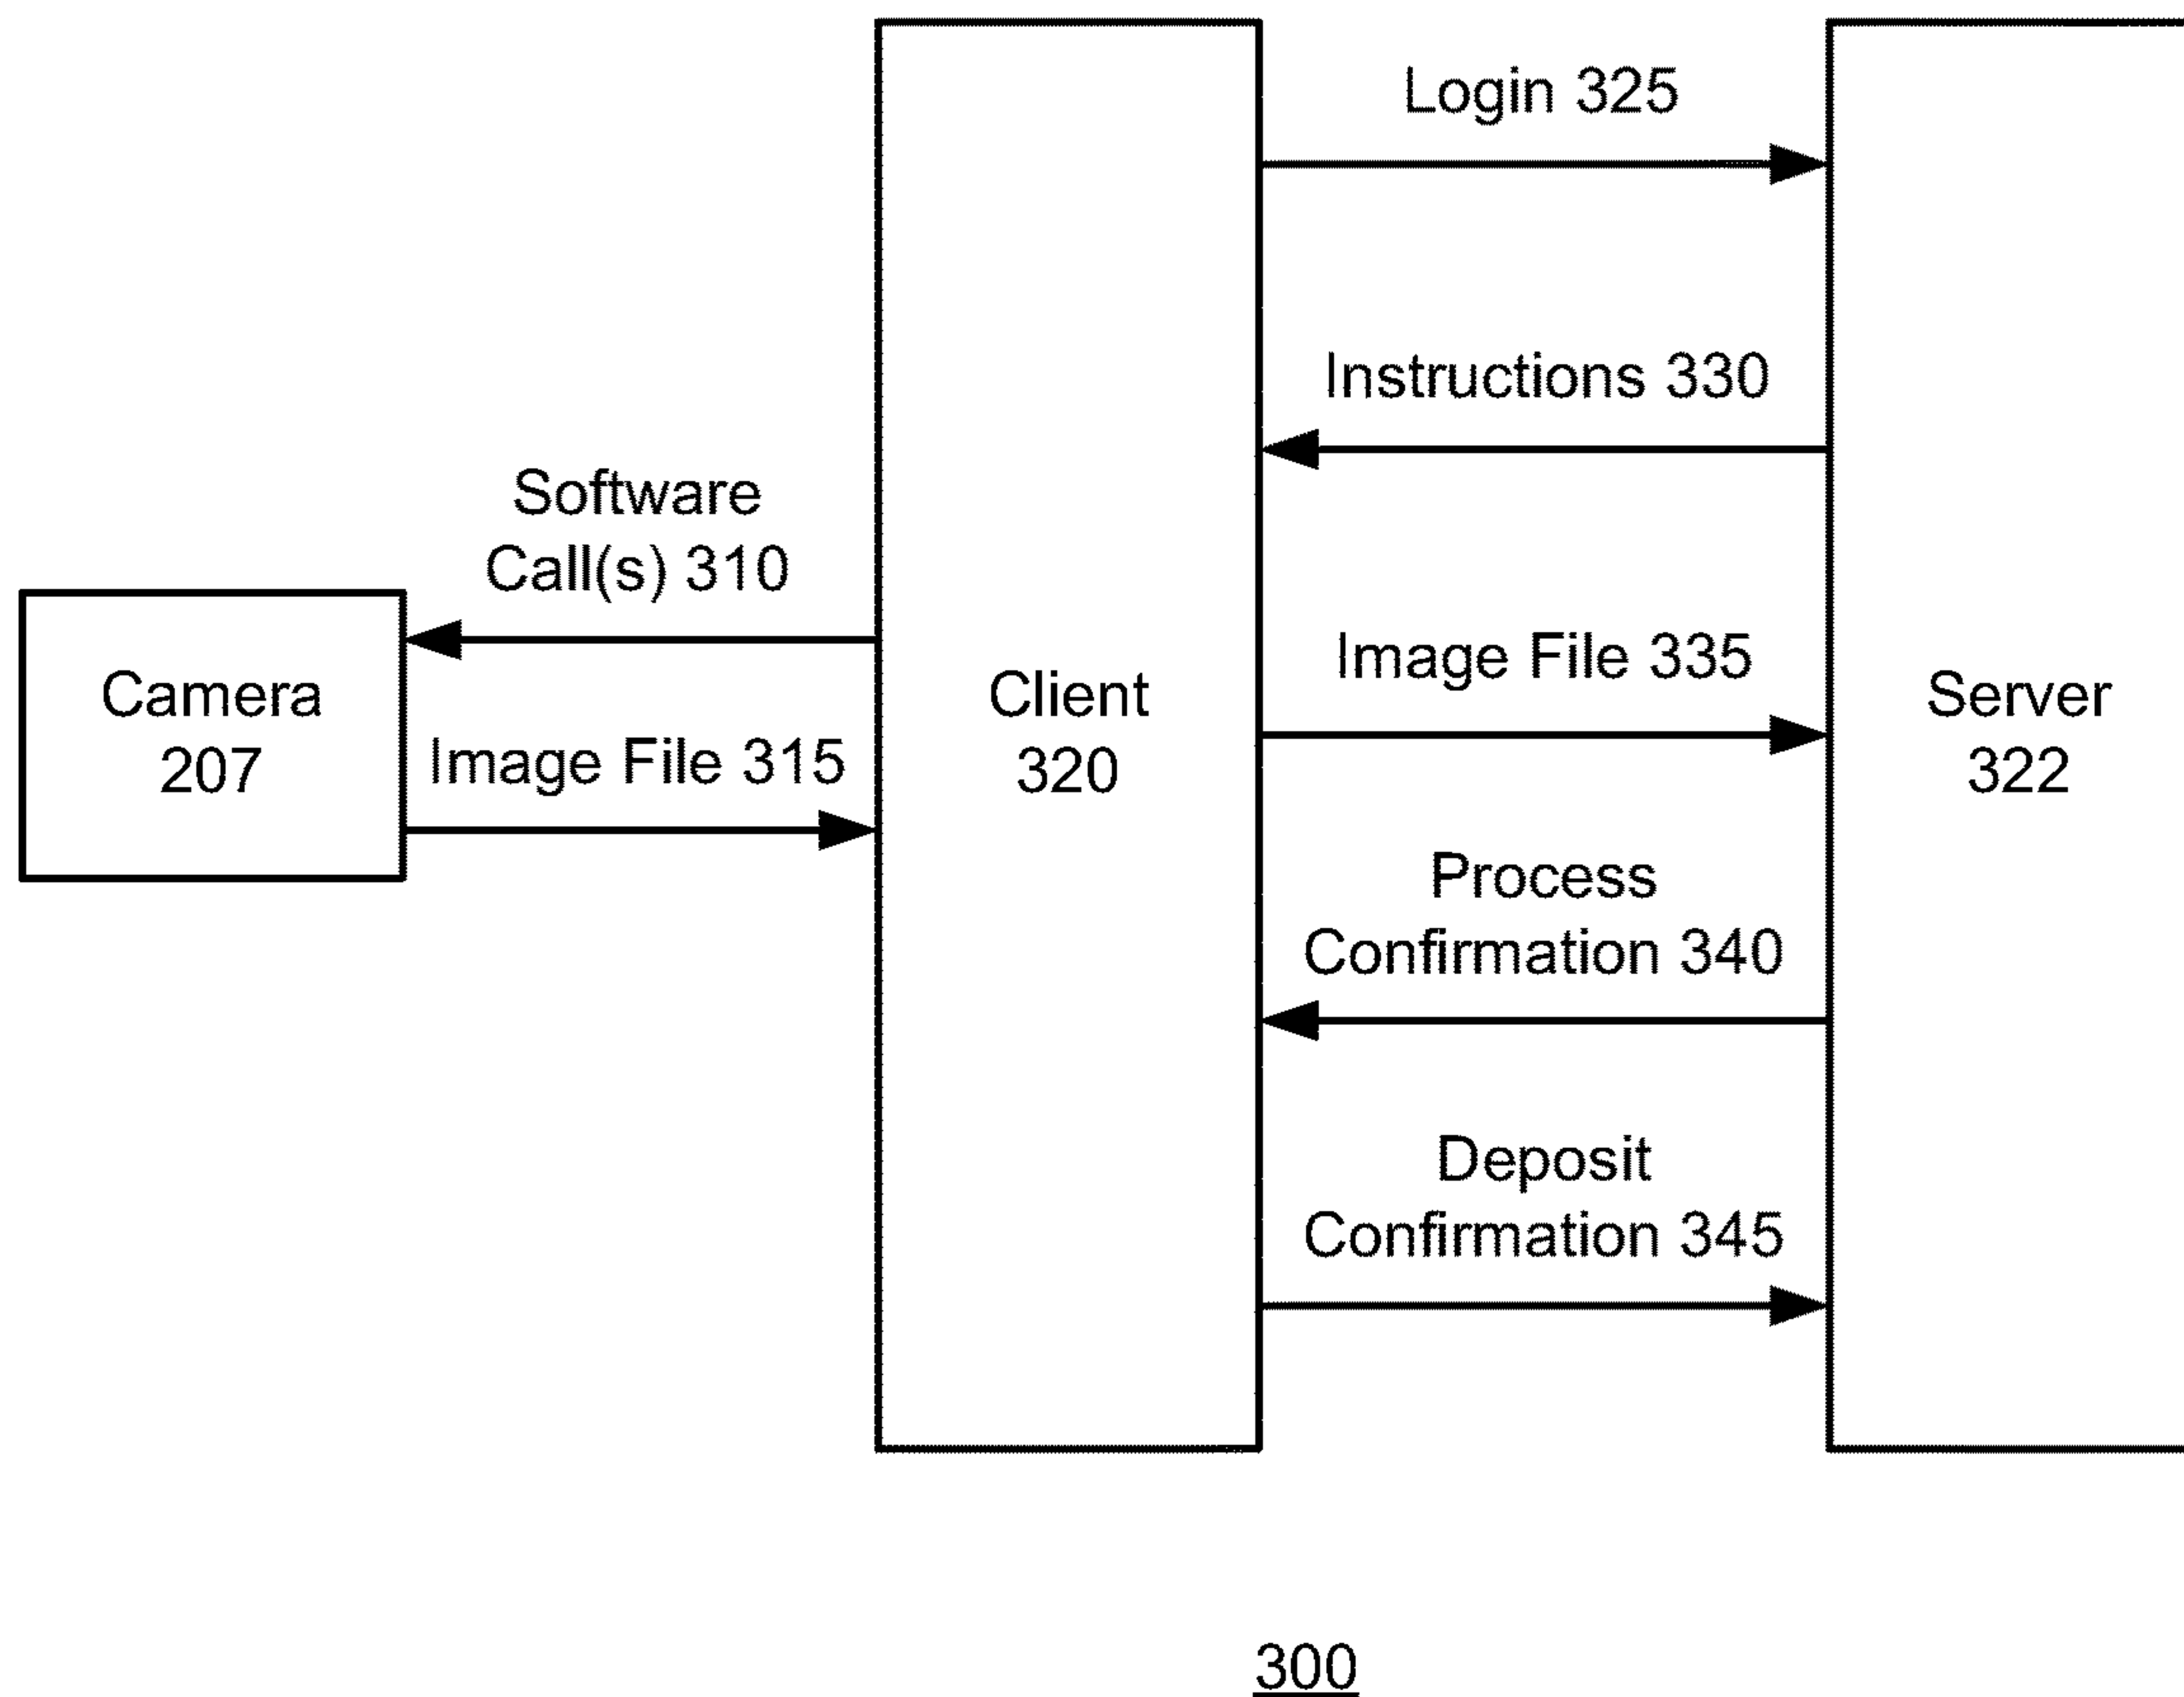 Login 325
Instructions 330
Software
Call(s) 310
Image File 335
Camera
207
Client
320
Server
322
Image File 315
Process
Confirmation 340
Deposit
Confirmation 345
300